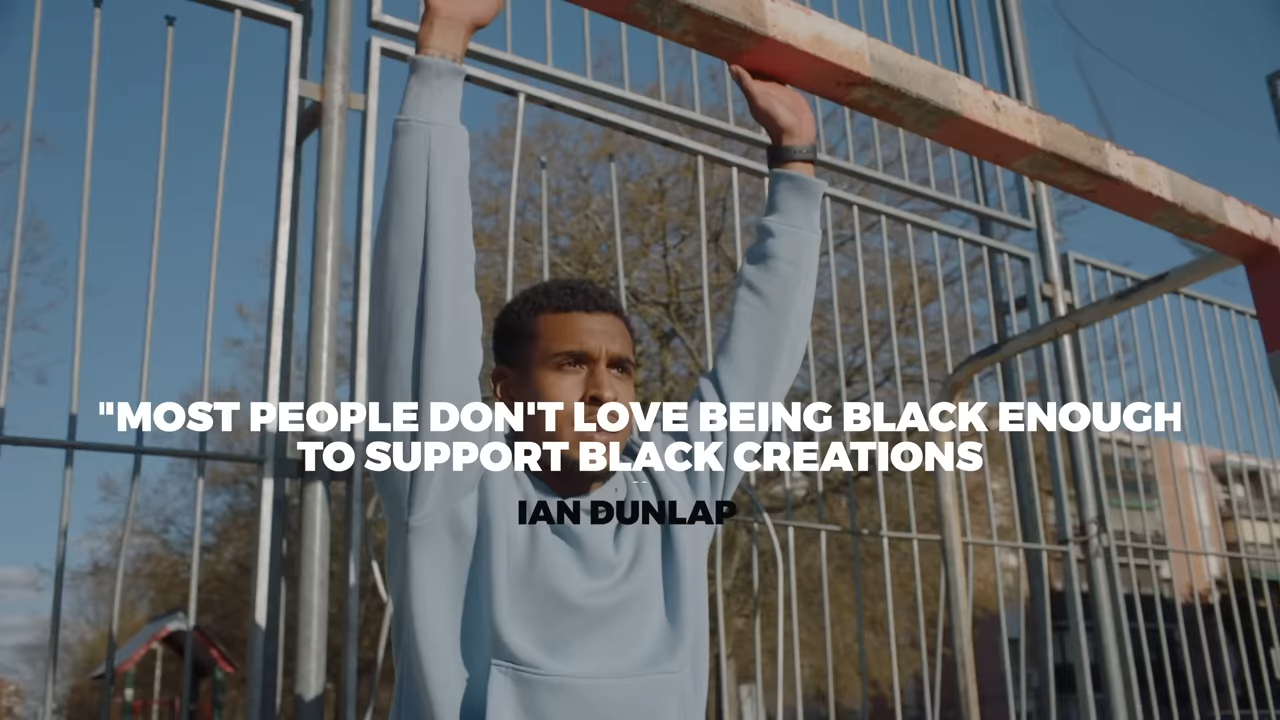 "MOST PEOPLE DON'T LOVE BEING BLACK ENOUGH
TO SUPPORT BLACK CREATIONS
IAN DUNLAP